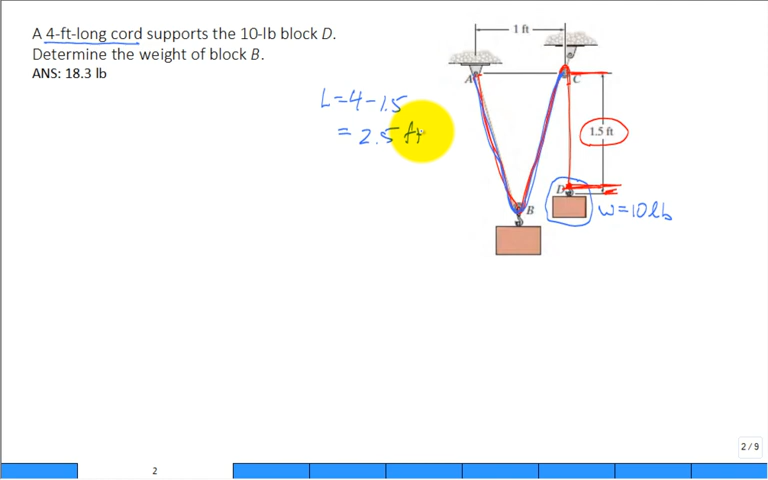 A 4-ft-long cord supports the 10-lb block D.
Determine the weight of block B.
ANS: 18.3 lb
1 ft
A
C
L=4-1.5
= 2.5 ft
1.5 ft
D
B
W=10lb
2/9
2